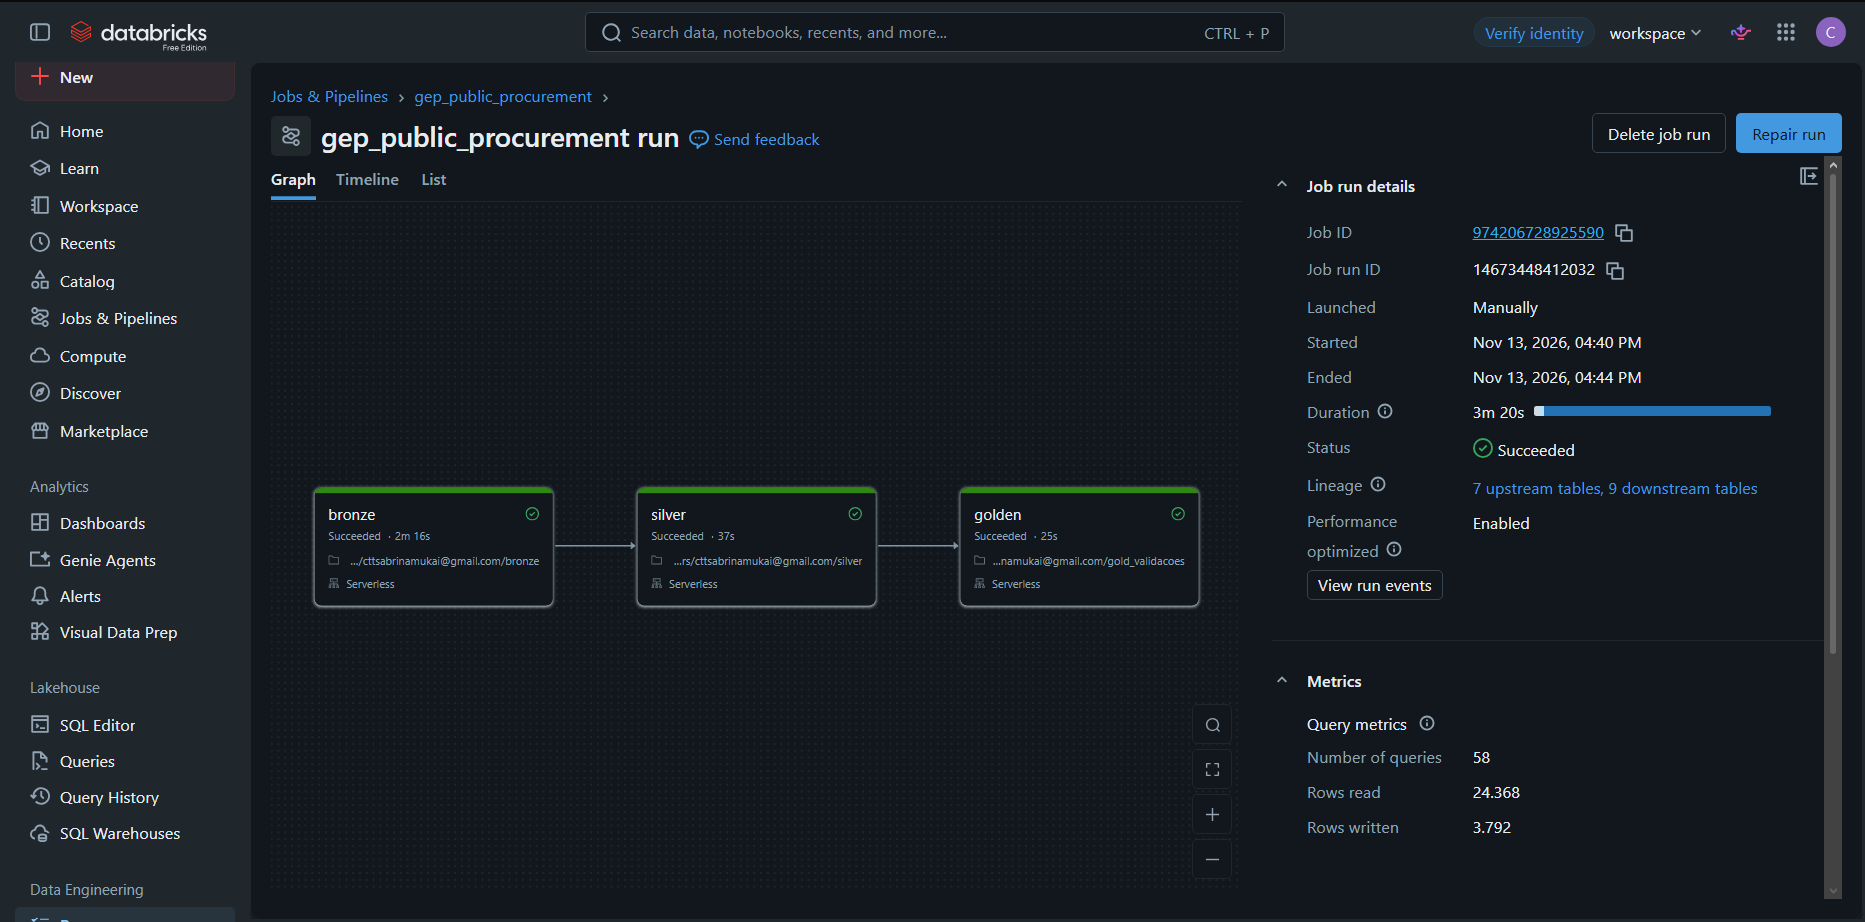 databricks
Free Edition
Search data, notebooks, recents, and more...
CTRL + P
Verify identity
workspace
C
New
Home
Learn
Workspace
Recents
Catalog
Jobs & Pipelines
Compute
Discover
Marketplace
Analytics
Dashboards
Genie Agents
Alerts
Visual Data Prep
Lakehouse
SQL Editor
Queries
Query History
SQL Warehouses
Data Engineering
Jobs & Pipelines › gep_public_procurement ›
gep_public_procurement run
Send feedback
Delete job run
Repair run
Graph
Timeline
List
bronze
Succeeded · 2m 16s
.../cttsabrinamukai@gmail.com/bronze
Serverless
silver
Succeeded · 37s
...rs/cttsabrinamukai@gmail.com/silver
Serverless
golden
Succeeded · 25s
...namukai@gmail.com/gold_validacoes
Serverless
Job run details
Job ID 974206728925590
Job run ID 14673448412032
Launched Manually
Started Nov 13, 2026, 04:40 PM
Ended Nov 13, 2026, 04:44 PM
Duration 3m 20s
Status Succeeded
Lineage 7 upstream tables, 9 downstream tables
Performance optimized Enabled
View run events
Metrics
Query metrics
Number of queries 58
Rows read 24.368
Rows written 3.792